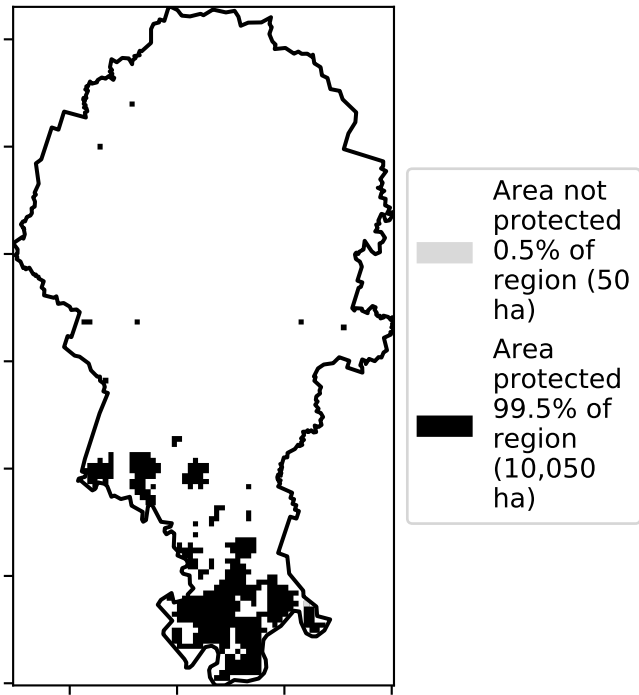 Area not
protected
0.5% of
region (50
ha)
Area
protected
99.5% of
region
(10,050
ha)